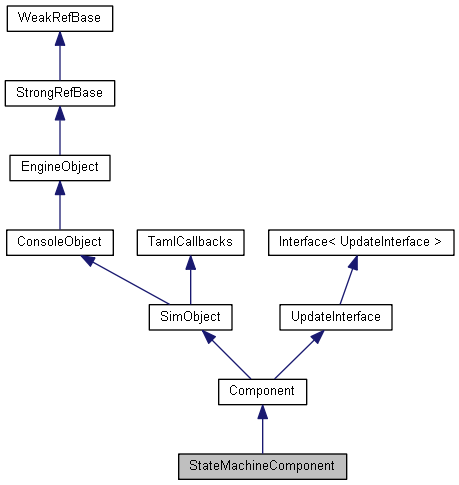 WeakRefBase
StrongRefBase
EngineObject
ConsoleObject
TamlCallbacks
Interface< UpdateInterface >
SimObject
UpdateInterface
Component
StateMachineComponent